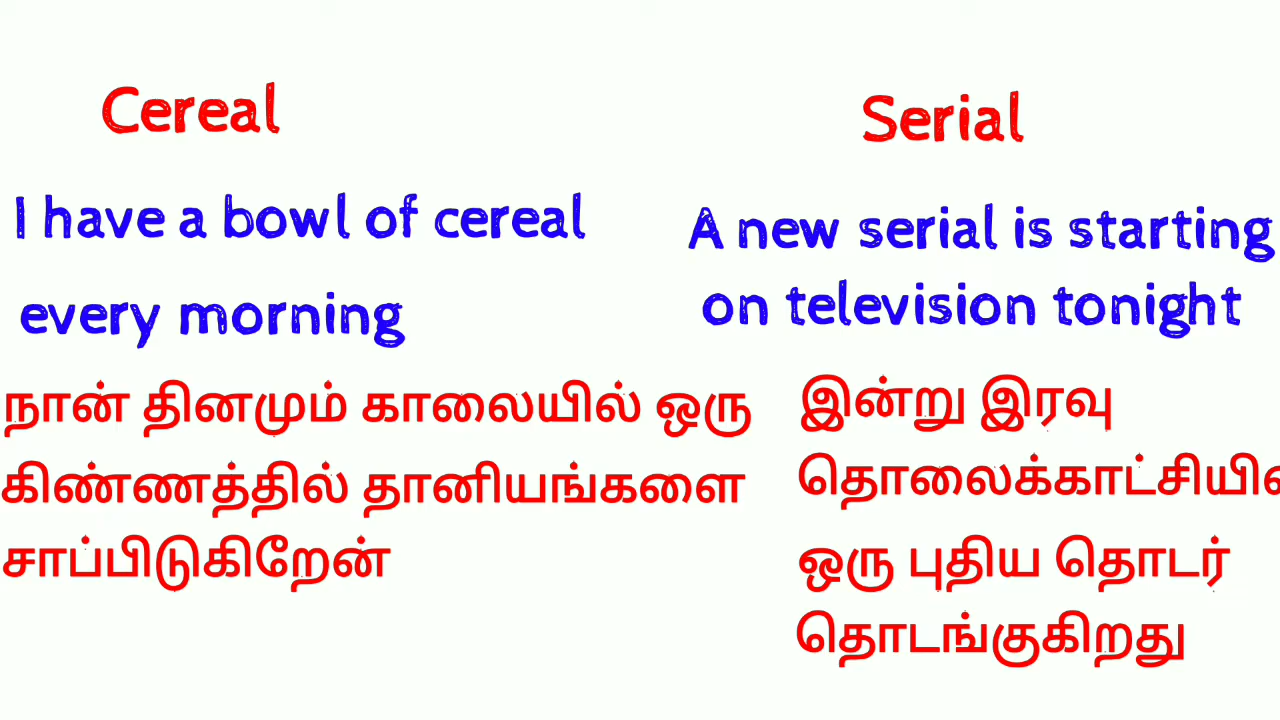 Cereal
I have a bowl of cereal
every morning
நான் தினமும் காலையில் ஒரு
கிண்ணத்தில் தானியங்களை
சாப்பிடுகிறேன்
Serial
A new serial is starting
on television tonight
இன்று இரவு
ஒரு புதிய தொடர்
தொடங்குகிறது